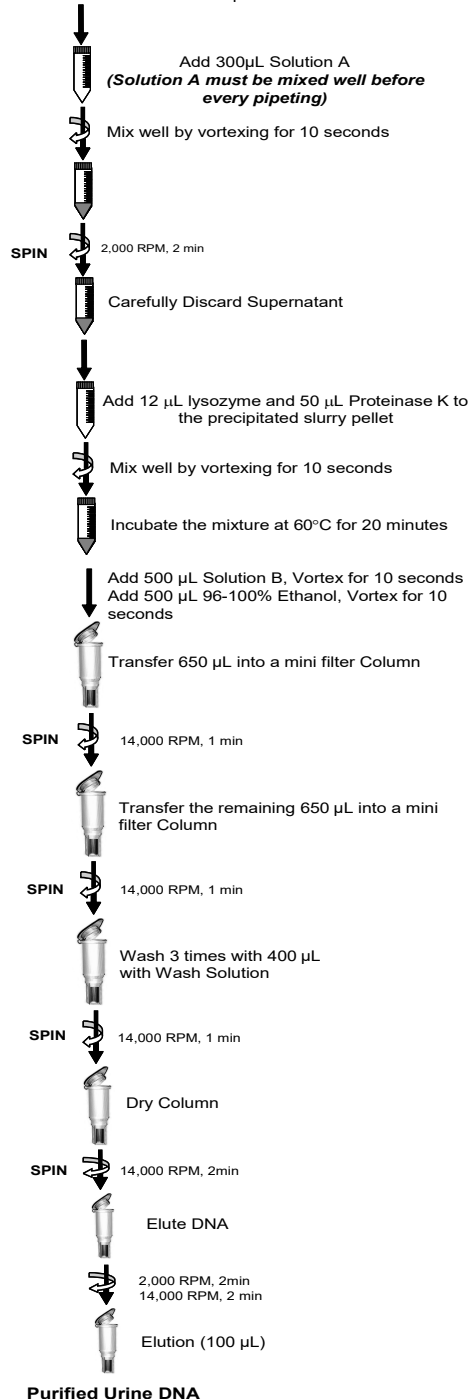 Add 300µL Solution A
(Solution A must be mixed well before
every pipeting)
Mix well by vortexing for 10 seconds
SPIN 2,000 RPM, 2 min
Carefully Discard Supernatant
Add 12 µL lysozyme and 50 µL Proteinase K to
the precipitated slurry pellet
Mix well by vortexing for 10 seconds
Incubate the mixture at 60°C for 20 minutes
Add 500 µL Solution B, Vortex for 10 seconds
Add 500 µL 96-100% Ethanol, Vortex for 10
seconds
Transfer 650 µL into a mini filter Column
SPIN 14,000 RPM, 1 min
Transfer the remaining 650 µL into a mini
filter Column
SPIN 14,000 RPM, 1 min
Wash 3 times with 400 µL
with Wash Solution
SPIN 14,000 RPM, 1 min
Dry Column
SPIN 14,000 RPM, 2min
Elute DNA
2,000 RPM, 2min
14,000 RPM, 2 min
Elution (100 µL)
Purified Urine DNA